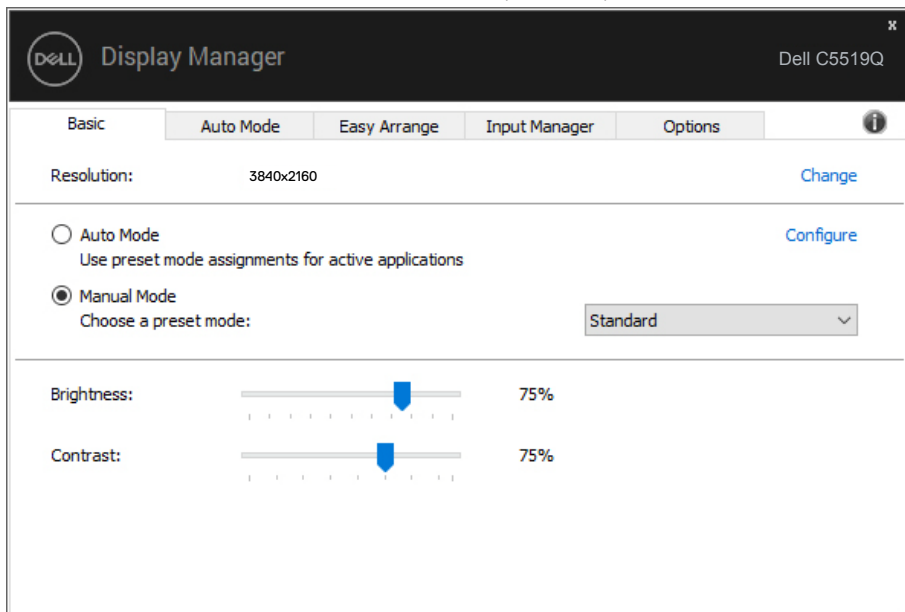 x
DELL Display Manager Dell C5519Q
Basic Auto Mode Easy Arrange Input Manager Options i
Resolution: 3840x2160 Change
Auto Mode Configure
Use preset mode assignments for active applications
Manual Mode
Choose a preset mode: Standard
Brightness: 75%
Contrast: 75%